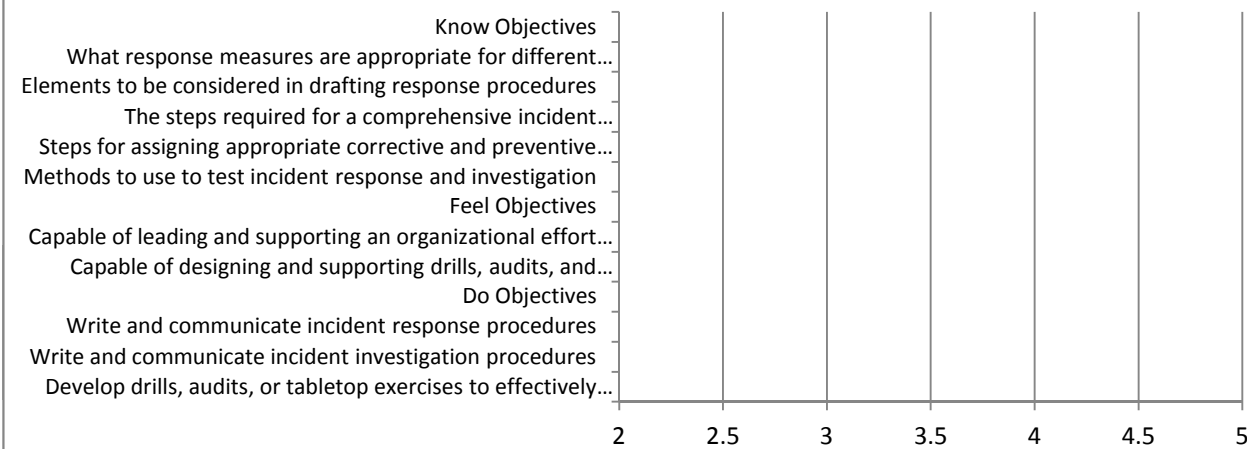 Know Objectives
What response measures are appropriate for different…
Elements to be considered in drafting response procedures
The steps required for a comprehensive incident…
Steps for assigning appropriate corrective and preventive…
Methods to use to test incident response and investigation
Feel Objectives
Capable of leading and supporting an organizational effort…
Capable of designing and supporting drills, audits, and…
Do Objectives
Write and communicate incident response procedures
Write and communicate incident investigation procedures
Develop drills, audits, or tabletop exercises to effectively…
2 2.5 3 3.5 4 4.5 5